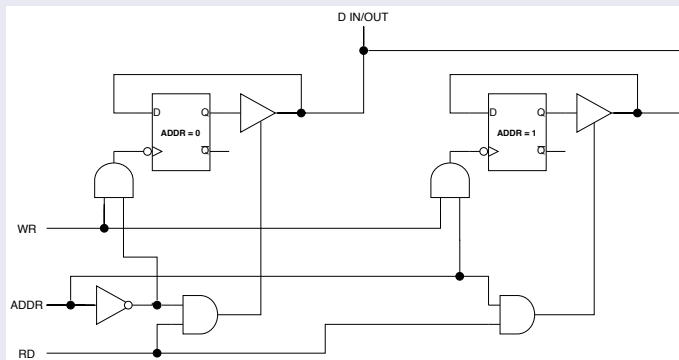 D IN/OUT
D Q
ADDR = 0
Q
D Q
ADDR = 1
Q
WR
ADDR
RD